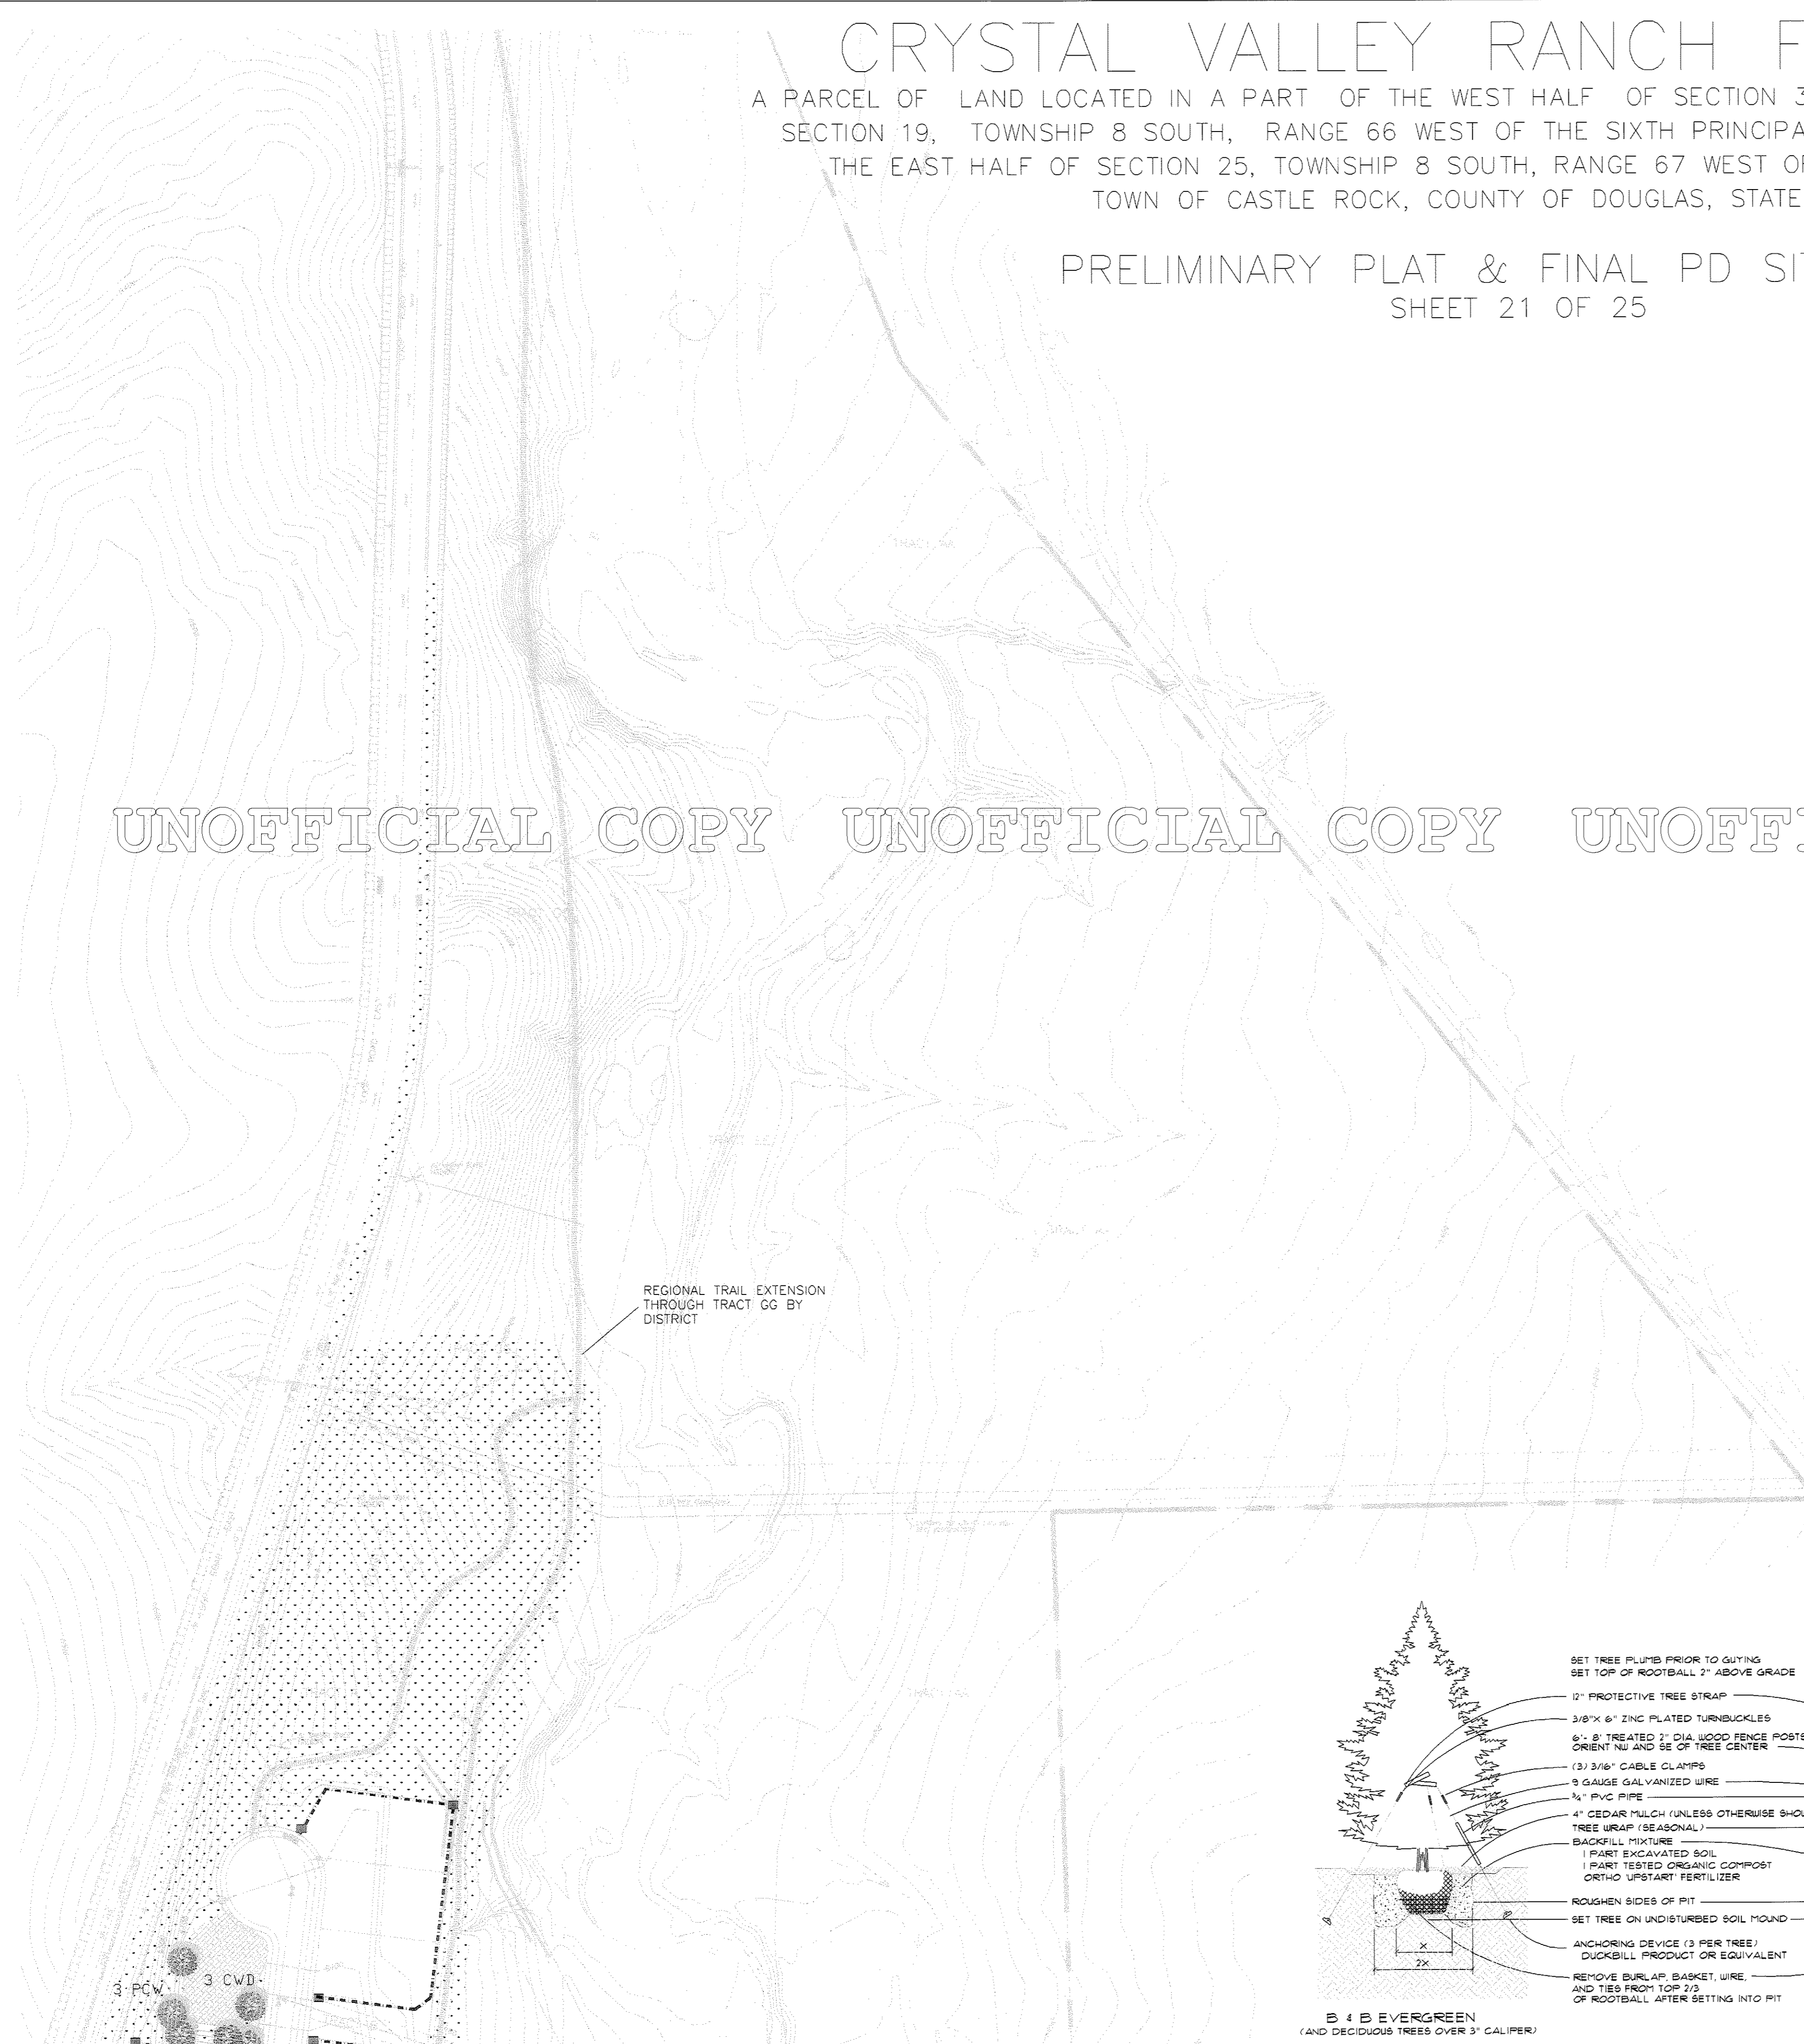 CRYSTAL VALLEY RANCH F
A PARCEL OF LAND LOCATED IN A PART OF THE WEST HALF OF SECTION 3
SECTION 19, TOWNSHIP 8 SOUTH, RANGE 66 WEST OF THE SIXTH PRINCIPA
THE EAST HALF OF SECTION 25, TOWNSHIP 8 SOUTH, RANGE 67 WEST OF
TOWN OF CASTLE ROCK, COUNTY OF DOUGLAS, STATE
PRELIMINARY PLAT & FINAL PD SIT
SHEET 21 OF 25
UNOFFICIAL COPY UNOFFICIAL COPY UNOFFI
REGIONAL TRAIL EXTENSION
THROUGH TRACT GG BY
DISTRICT
SET TREE PLUMB PRIOR TO GUYING
SET TOP OF ROOTBALL 2" ABOVE GRADE
12" PROTECTIVE TREE STRAP
3/8"X 6" ZINC PLATED TURNBUCKLES
6'- 8' TREATED 2" DIA. WOOD FENCE POSTS
ORIENT NW AND SE OF TREE CENTER
(3) 3/16" CABLE CLAMPS
9 GAUGE GALVANIZED WIRE
3/4" PVC PIPE
4" CEDAR MULCH (UNLESS OTHERWISE SHOW
TREE WRAP (SEASONAL)
BACKFILL MIXTURE
1 PART EXCAVATED SOIL
1 PART TESTED ORGANIC COMPOST
ORTHO 'UPSTART' FERTILIZER
ROUGHEN SIDES OF PIT
SET TREE ON UNDISTURBED SOIL MOUND
ANCHORING DEVICE (3 PER TREE)
DUCKBILL PRODUCT OR EQUIVALENT
REMOVE BURLAP, BASKET, WIRE,
AND TIES FROM TOP 2/3
OF ROOTBALL AFTER SETTING INTO PIT
X
2X
B & B EVERGREEN
(AND DECIDUOUS TREES OVER 3" CALIPER)
3 PCW
3 CWD